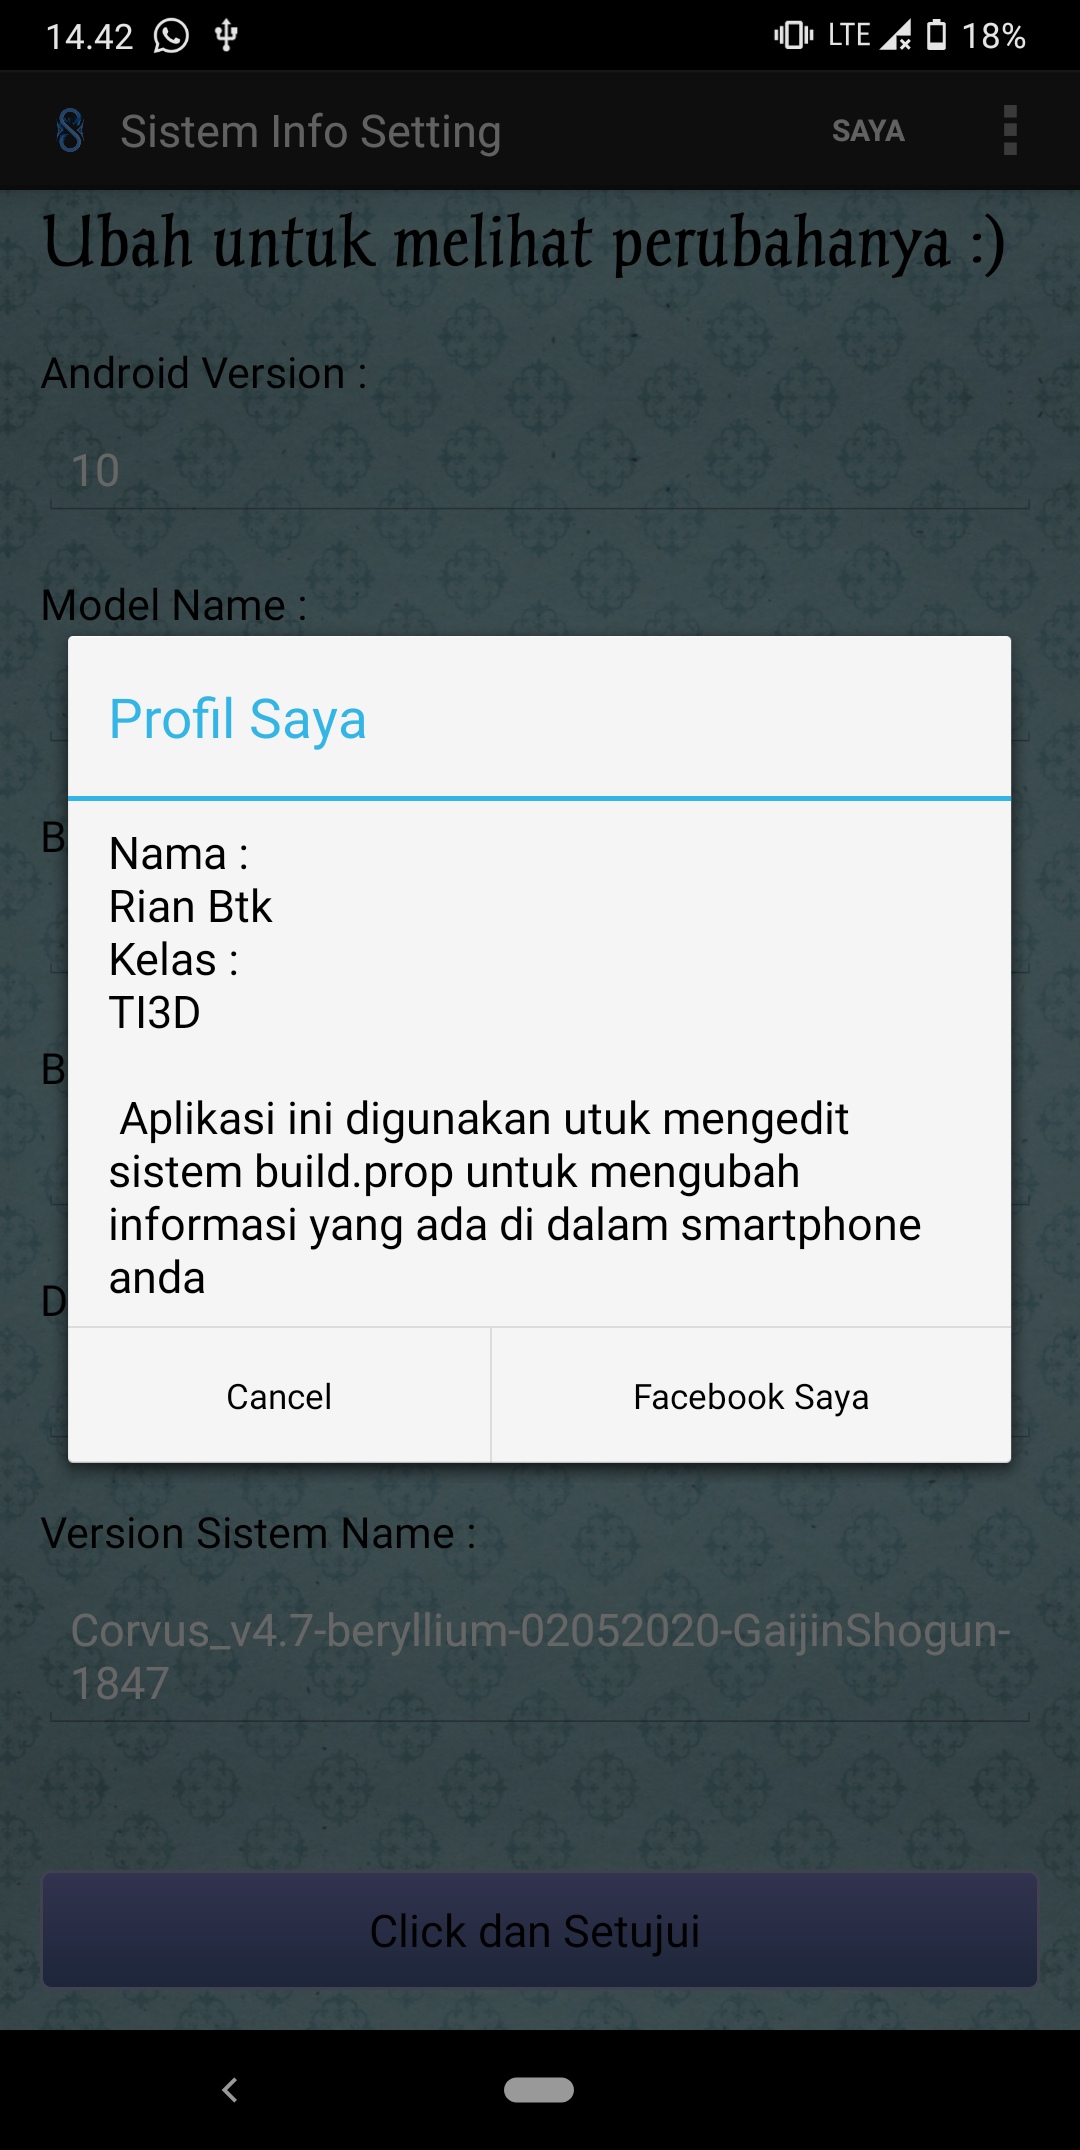 14.42 LTE 18%
Sistem Info Setting SAYA
Ubah untuk melihat perubahanya :)
Android Version :
10
Model Name :
Profil Saya
Nama :
Rian Btk
Kelas :
TI3D
Aplikasi ini digunakan utuk mengedit
sistem build.prop untuk mengubah
informasi yang ada di dalam smartphone
anda
B
B
D
Cancel Facebook Saya
Version Sistem Name :
Corvus_v4.7-beryllium-02052020-GaijinShogun-
1847
Click dan Setujui